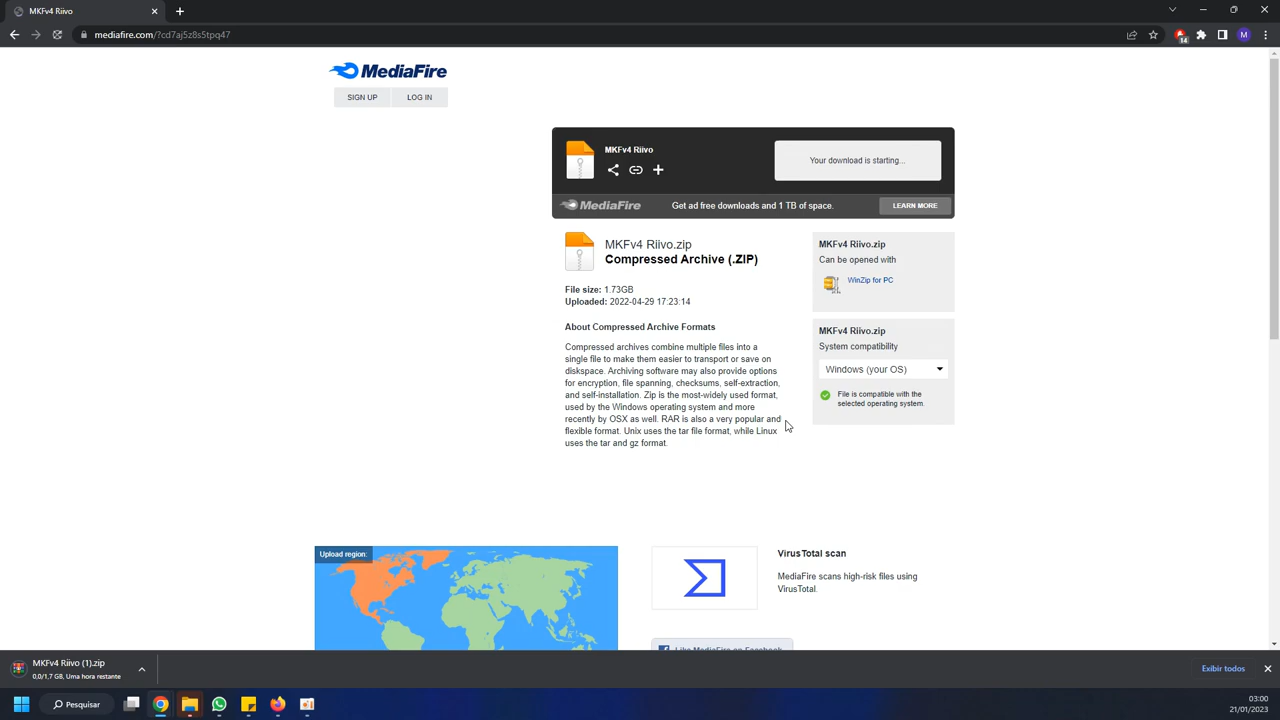 MKFv4 Riivo
mediafire.com/?cd7aj5z8s5tpq47
14
M
MediaFire
SIGN UP
LOG IN
MKFv4 Riivo
Your download is starting...
MediaFire
Get ad free downloads and 1 TB of space.
LEARN MORE
MKFv4 Riivo.zip
Compressed Archive (.ZIP)
File size: 1.73GB
Uploaded: 2022-04-29 17:23:14
About Compressed Archive Formats
Compressed archives combine multiple files into a
single file to make them easier to transport or save on
diskspace. Archiving software may also provide options
for encryption, file spanning, checksums, self-extraction,
and self-installation. Zip is the most-widely used format,
used by the Windows operating system and more
recently by OSX as well. RAR is also a very popular and
flexible format. Unix uses the tar file format, while Linux
uses the tar and gz format.
MKFv4 Riivo.zip
Can be opened with
WinZip for PC
MKFv4 Riivo.zip
System compatibility
Windows (your OS)
File is compatible with the
selected operating system.
Upload region:
VirusTotal scan
MediaFire scans high-risk files using
VirusTotal.
Like MediaFire on Facebook
MKFv4 Riivo (1).zip
0,0/1,7 GB, Uma hora restante
Exibir todos
Pesquisar
03:00
21/01/2023